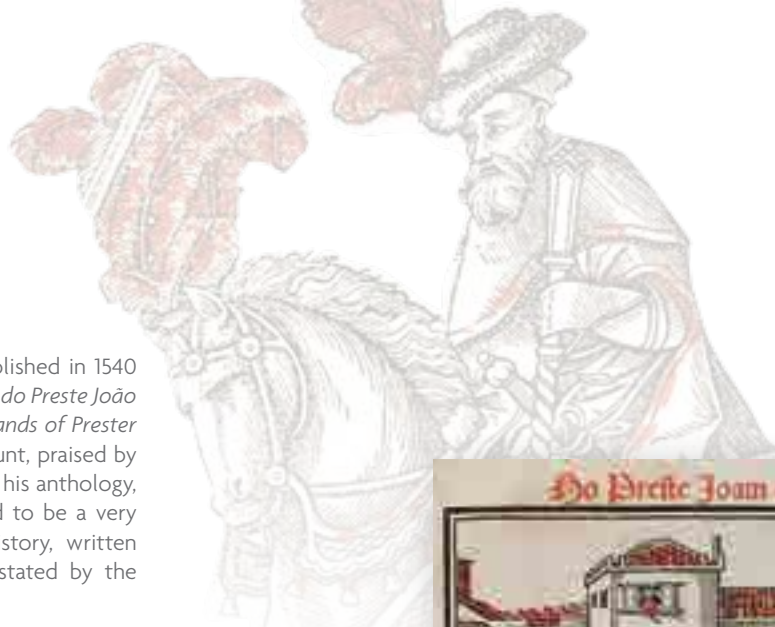 lished in 1540
do Preste João
ands of Prester
unt, praised by
his anthology,
d to be a very
story, written
stated by the
Ho Preste Joam